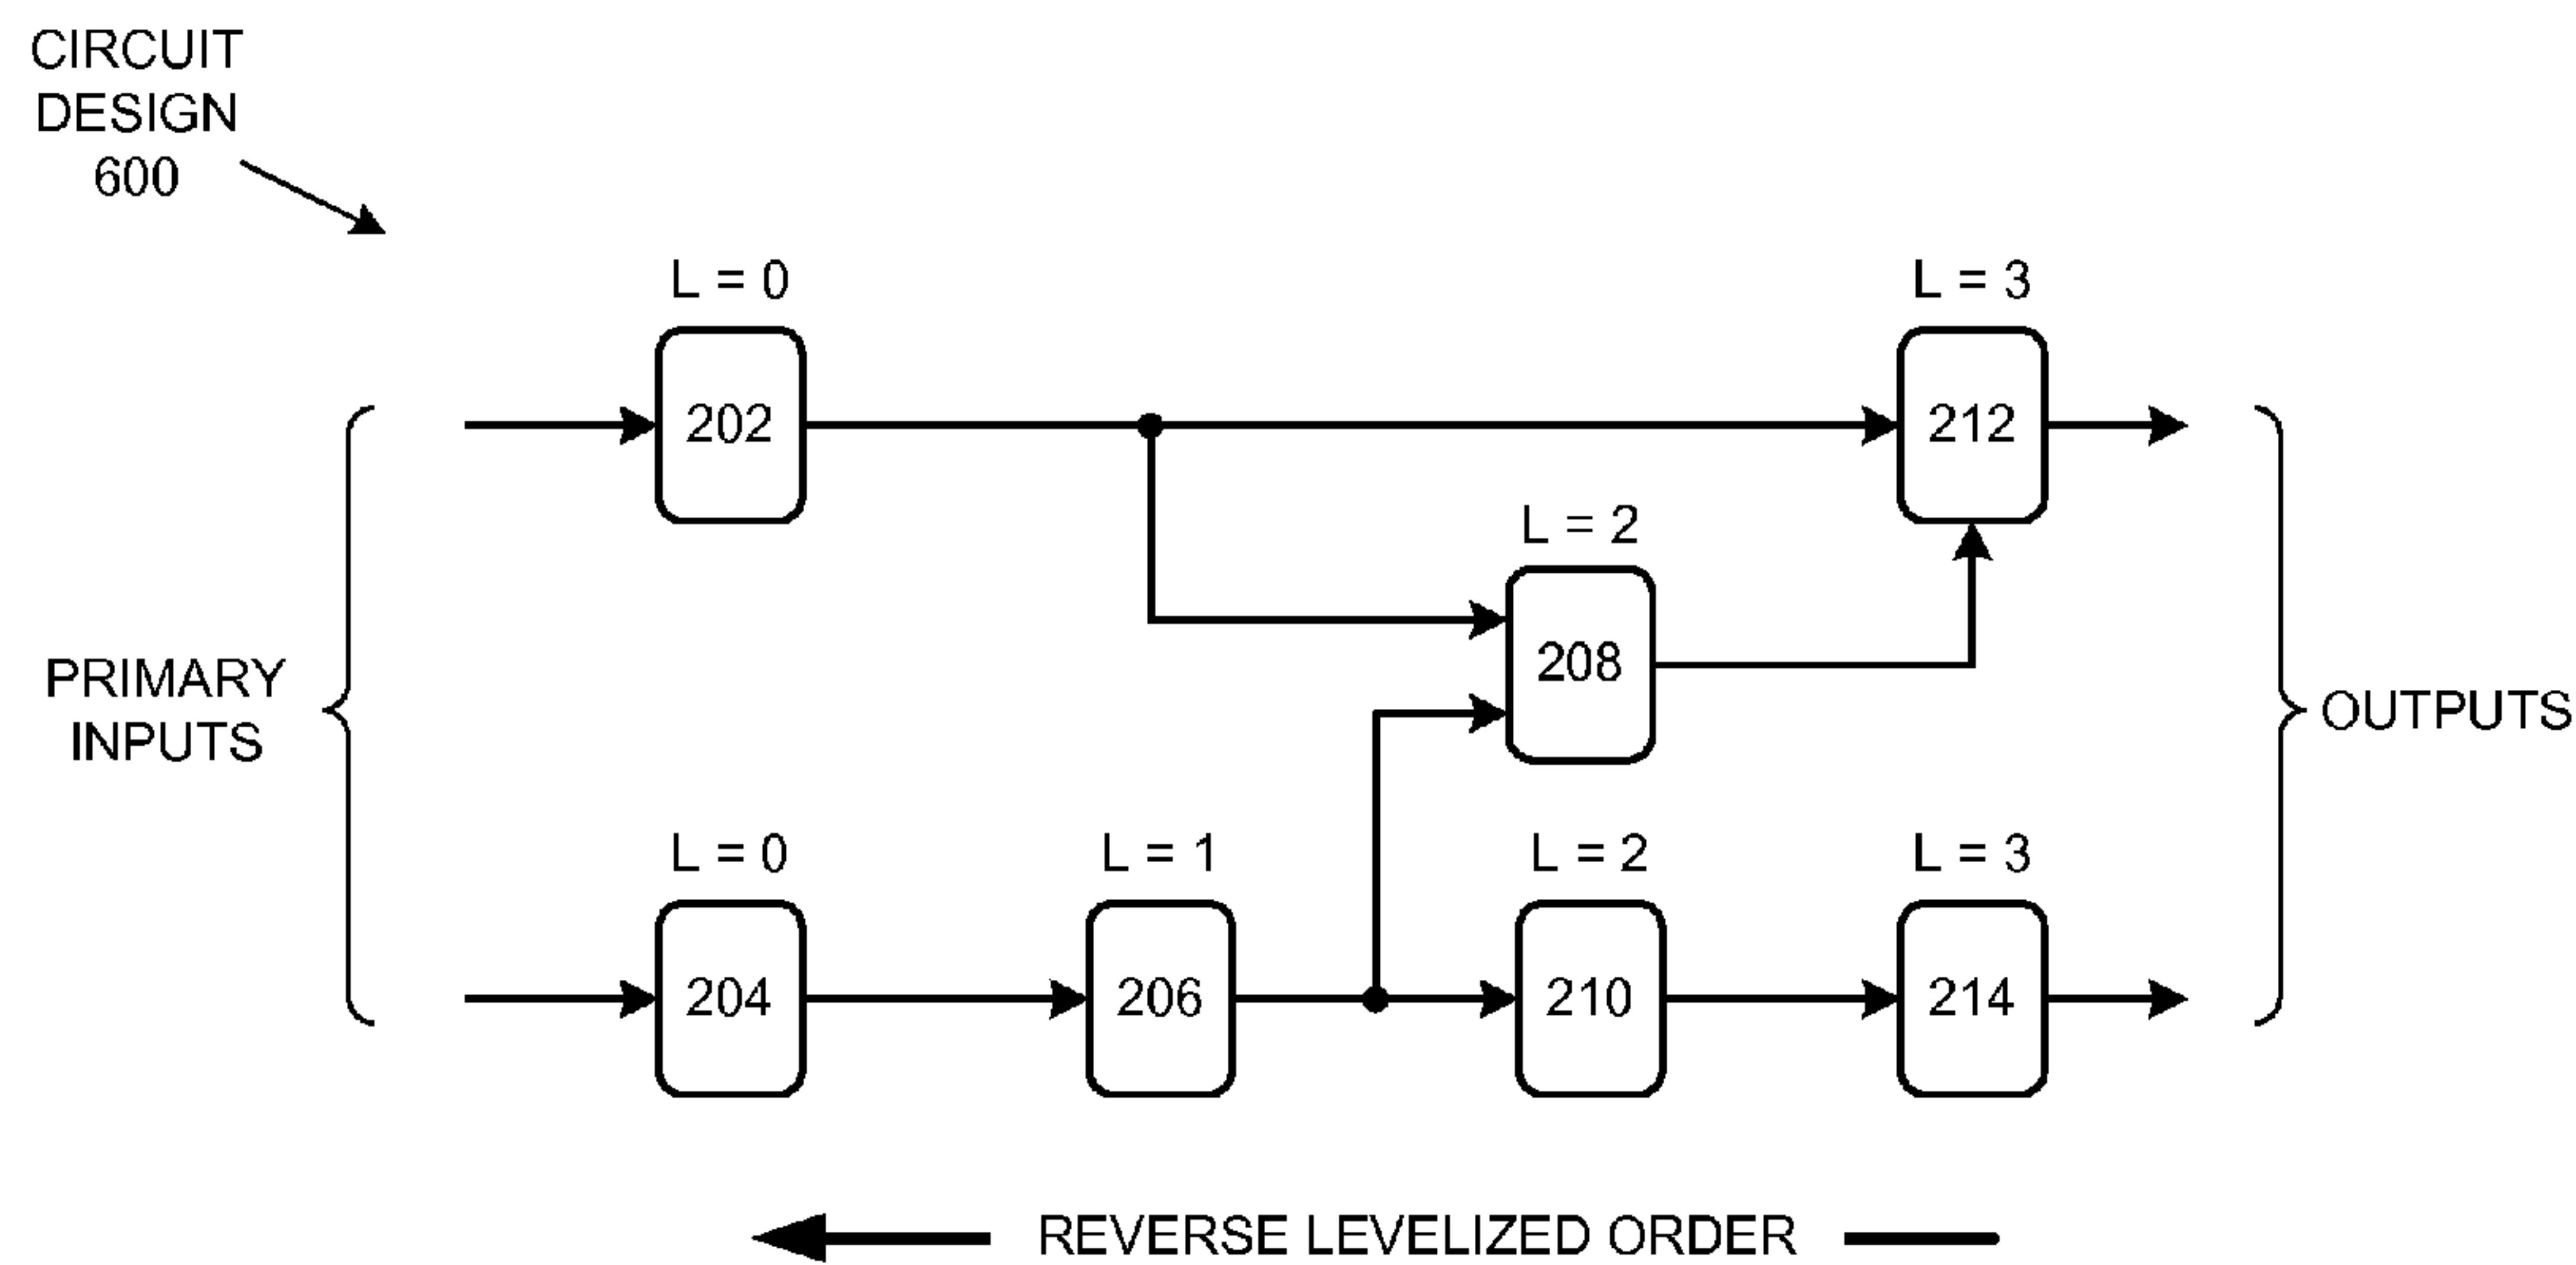 CIRCUIT
DESIGN
600
L = 0
L = 3
202
212
L = 2
208
PRIMARY
INPUTS
OUTPUTS
L = 0
L = 1
L = 2
L = 3
204
206
210
214
REVERSE LEVELIZED ORDER